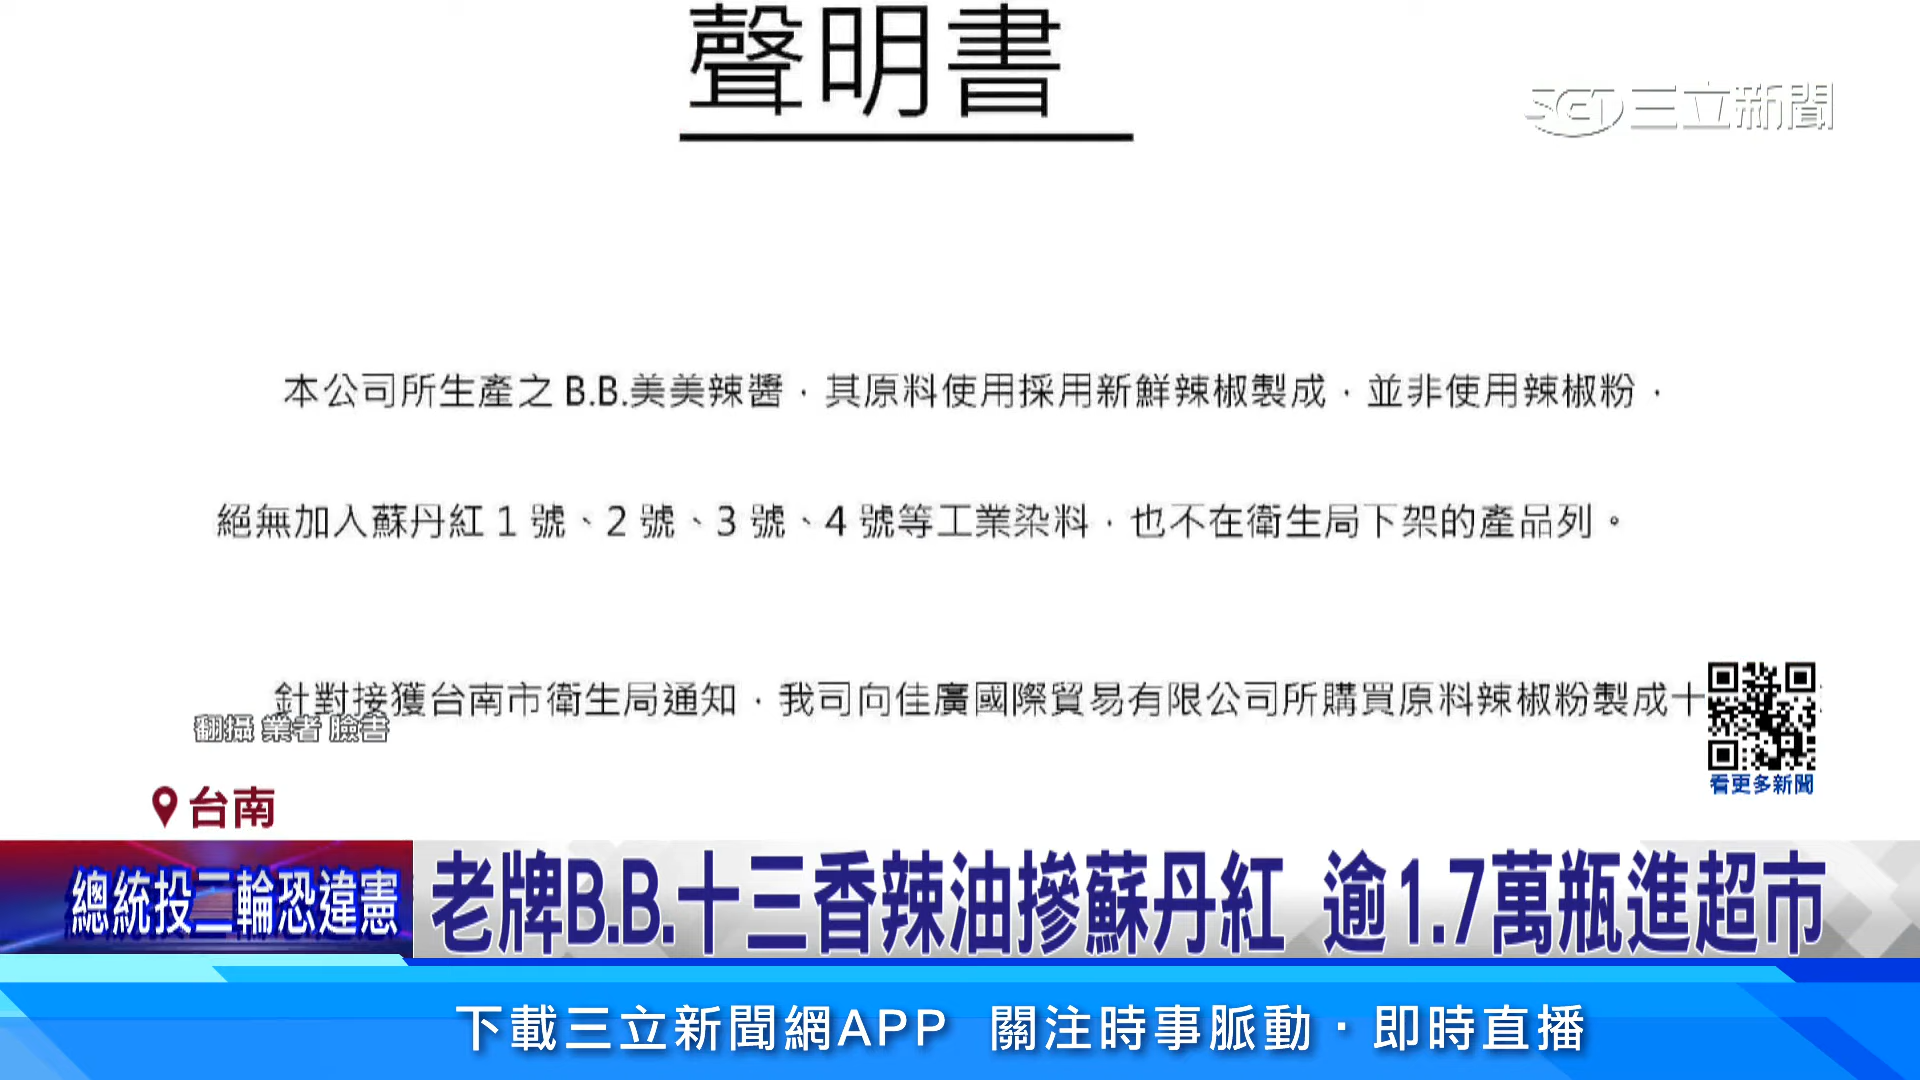 聲明書
SET三立新聞
本公司所生產之 B.B.美美辣醬，其原料使用採用新鮮辣椒製成，並非使用辣椒粉，
絕無加入蘇丹紅 1 號、2 號、3 號、4 號等工業染料，也不在衛生局下架的產品列。
針對接獲台南市衛生局通知，我司向佳廣國際貿易有限公司所購買原料辣椒粉製成十
翻攝 業者 臉書
看更多新聞
台南
總統投二輪恐違憲
老牌B.B.十三香辣油摻蘇丹紅 逾1.7萬瓶進超市
下載三立新聞網APP 關注時事脈動·即時直播